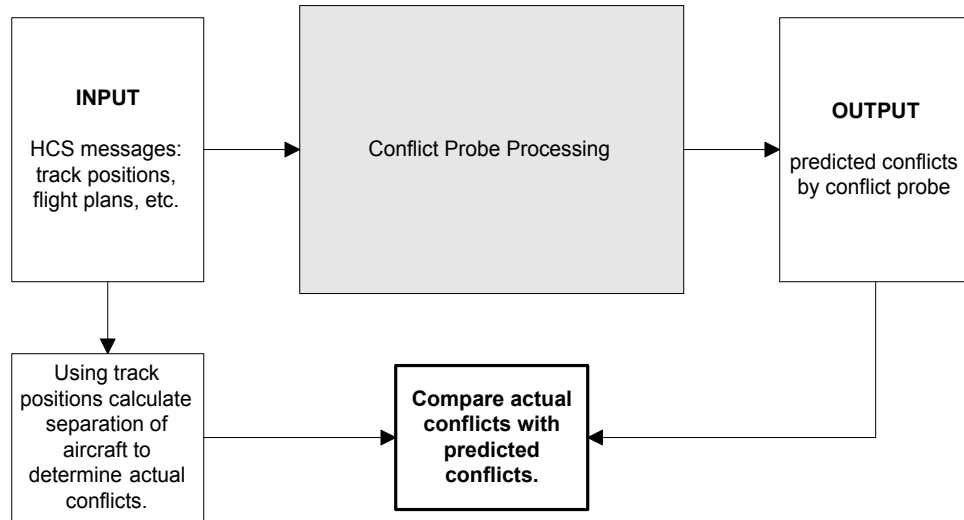 INPUT
HCS messages:
track positions,
flight plans, etc.
Conflict Probe Processing
OUTPUT
predicted conflicts
by conflict probe
Using track
positions calculate
separation of
aircraft to
determine actual
conflicts.
Compare actual
conflicts with
predicted
conflicts.